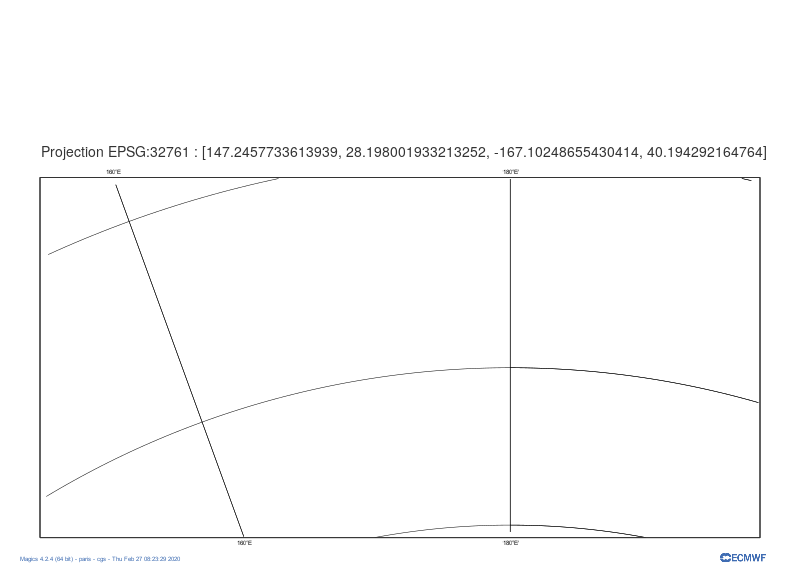 Projection EPSG:32761 : [147.2457733613939, 28.198001933213252, -167.10248655430414, 40.194292164764]
160°E 180°E
160°E 180°E
Magics 4.2.4 (64 bit) - paris - cgs - Thu Feb 27 08:23:29 2020
ECMWF